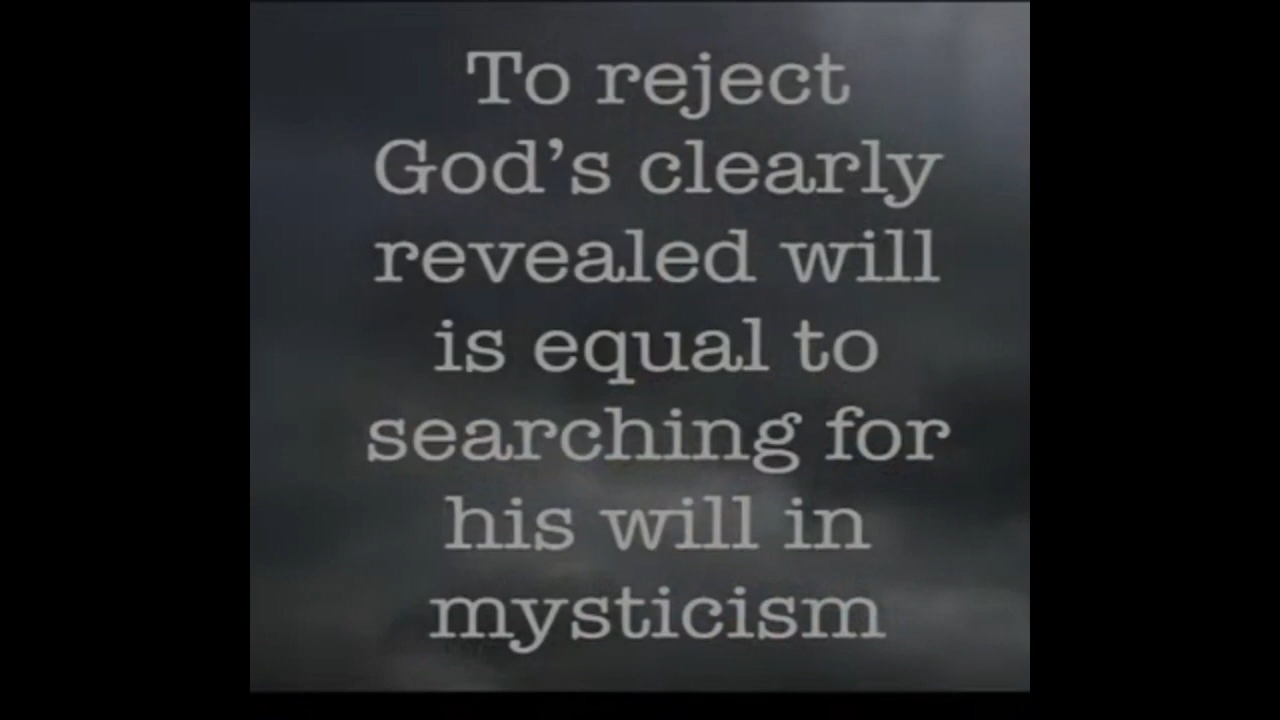 To reject
God’s clearly
revealed will
is equal to
searching for
his will in
mysticism